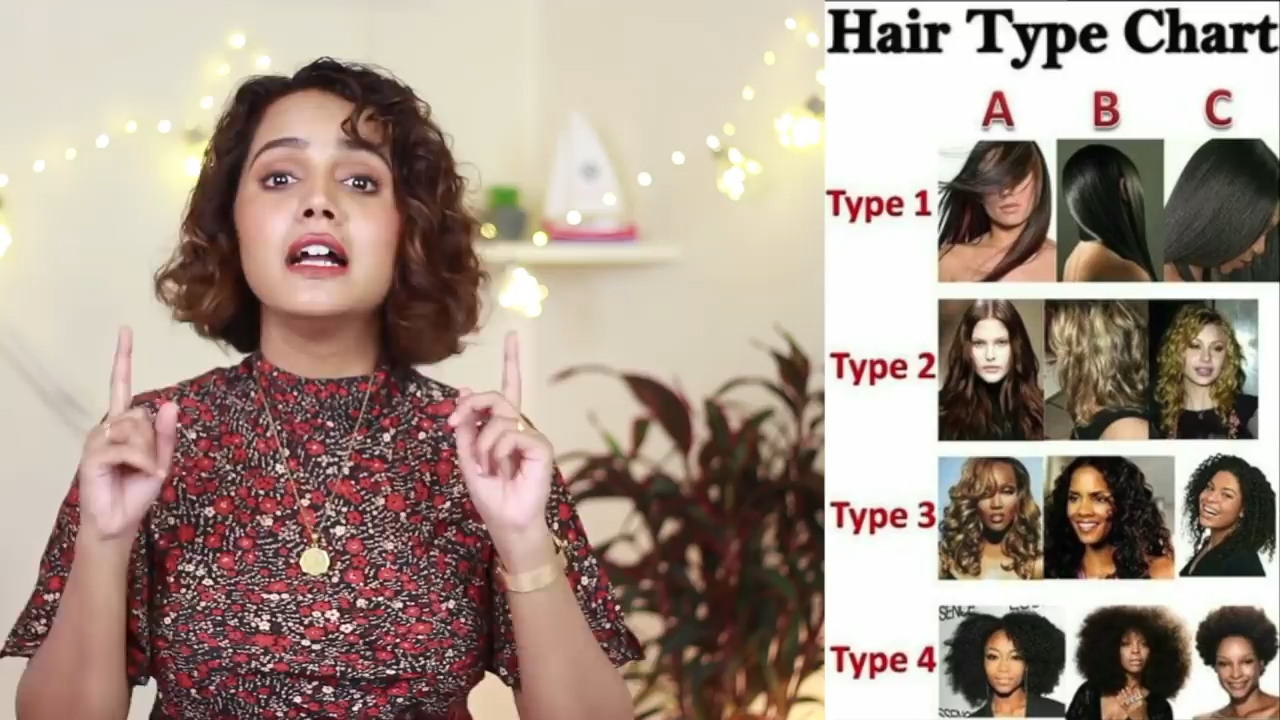 Hair Type Chart
A B C
Type 1
Type 2
Type 3
Type 4